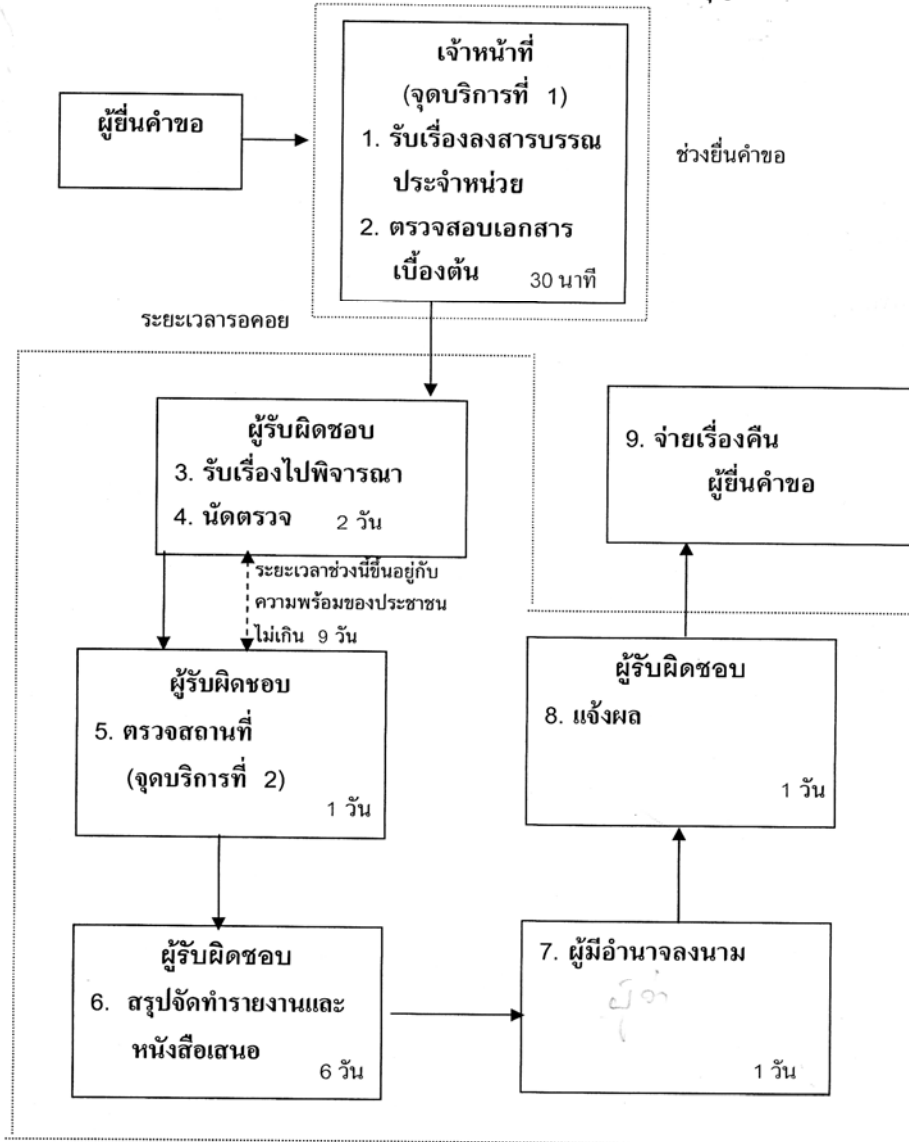 ผู้ยื่นคำขอ
เจ้าหน้าที่
(จุดบริการที่ 1)
1. รับเรื่องลงสารบรรณ
ประจำหน่วย
2. ตรวจสอบเอกสาร
เบื้องต้น 30 นาที
ช่วงยื่นคำขอ
ระยะเวลารอคอย
ผู้รับผิดชอบ
3. รับเรื่องไปพิจารณา
4. นัดตรวจ 2 วัน
ระยะเวลาช่วงนี้ขึ้นอยู่กับ
ความพร้อมของประชาชน
ไม่เกิน 9 วัน
ผู้รับผิดชอบ
5. ตรวจสถานที่
(จุดบริการที่ 2)
1 วัน
ผู้รับผิดชอบ
6. สรุปจัดทำรายงานและ
หนังสือเสนอ
6 วัน
7. ผู้มีอำนาจลงนาม
1 วัน
ผู้รับผิดชอบ
8. แจ้งผล
1 วัน
9. จ่ายเรื่องคืน
ผู้ยื่นคำขอ